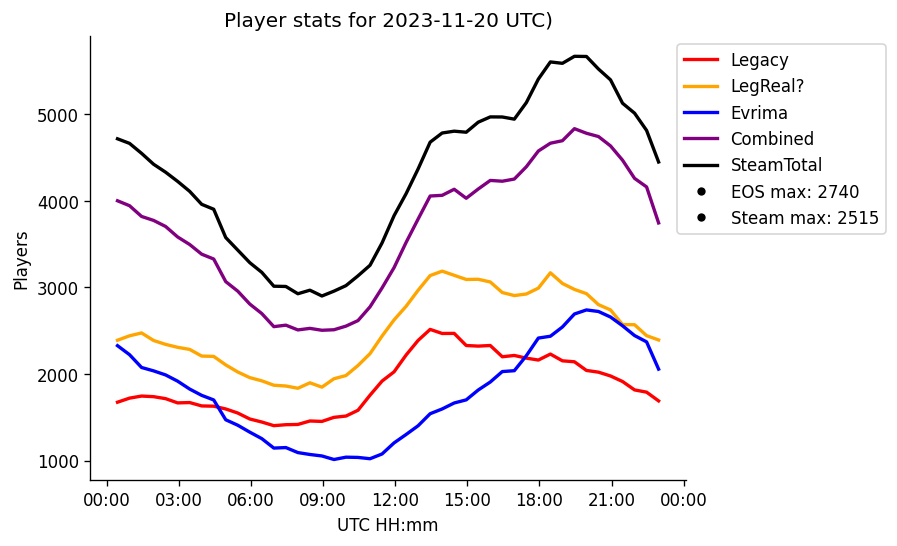 Player stats for 2023-11-20 UTC)
Legacy
LegReal?
Evrima
Combined
SteamTotal
EOS max: 2740
Steam max: 2515
Players
5000
4000
3000
2000
1000
00:00 03:00 06:00 09:00 12:00 15:00 18:00 21:00 00:00
UTC HH:mm